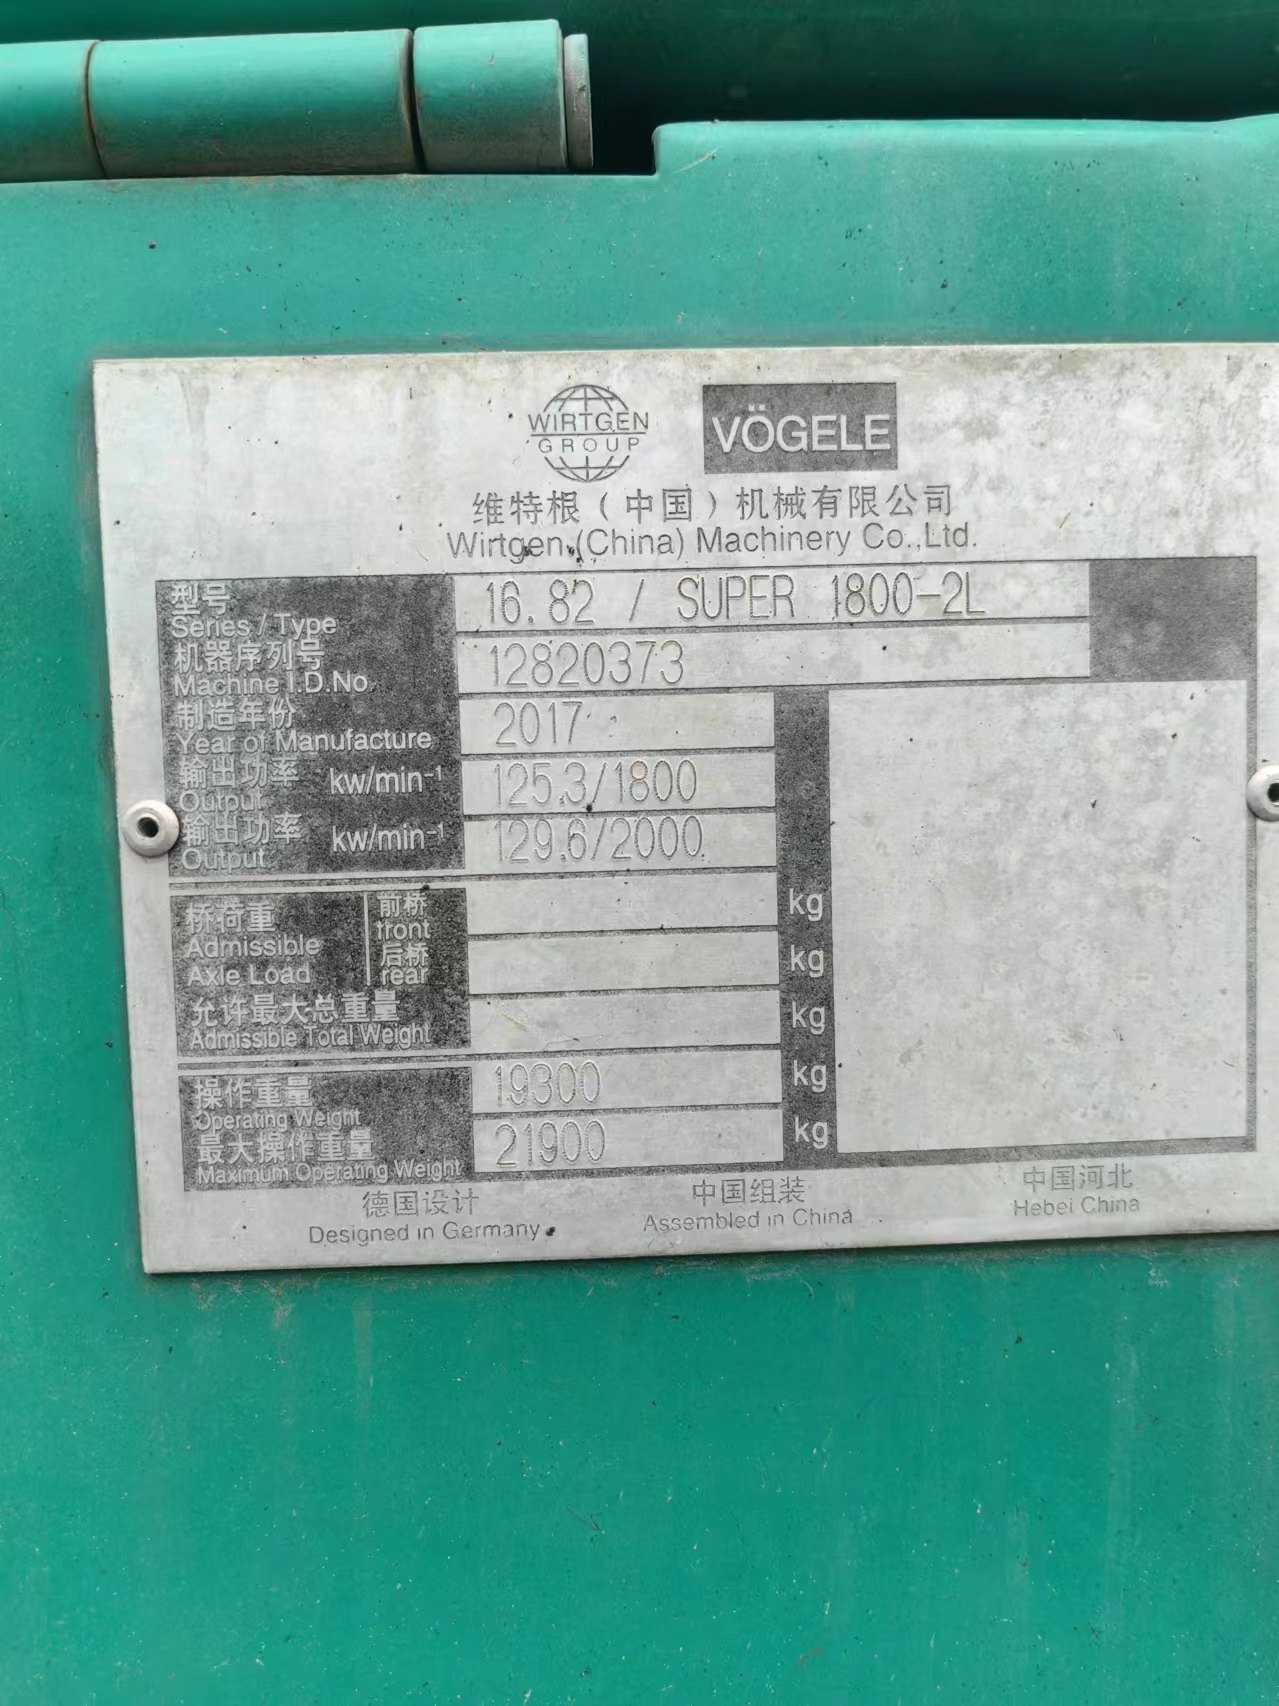 WIRTGEN
GROUP
VÖGELE
维特根(中国)机械有限公司
Wirtgen (China) Machinery Co.,Ltd.
型号
Series / Type
16.82 / SUPER 1800-2L
机器序列号
Machine I.D.No.
12820373
制造年份
Year of Manufacture
2017
输出功率 kw/min⁻¹
Output
125.3/1800
输出功率 kw/min⁻¹
Output
129.6/2000
桥荷重
Admissible
Axle Load
前桥
front
kg
后桥
rear
kg
允许最大总重量
Admissible Total Weight
kg
操作重量
Operating Weight
19300 kg
最大操作重量
Maximum Operating Weight
21900 kg
德国设计
Designed in Germany
中国组装
Assembled in China
中国河北
Hebei China